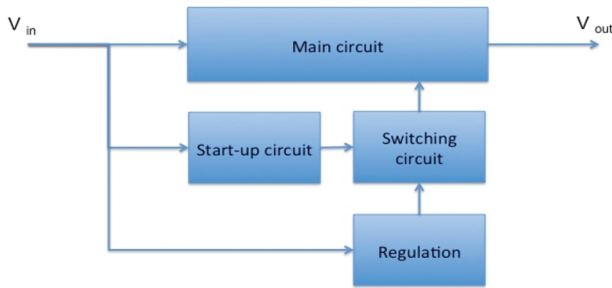 V in
V out
Main circuit
Start-up circuit
Switching
circuit
Regulation